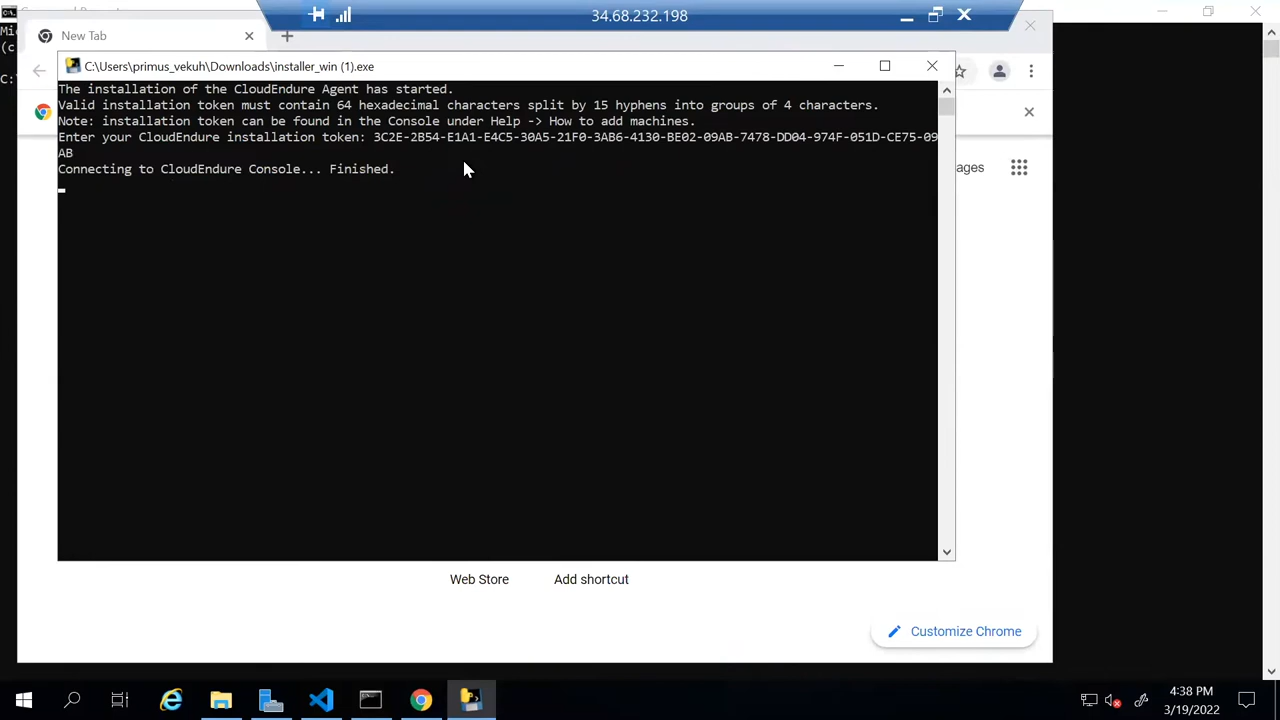 34.68.232.198
New Tab
C:\Users\primus_vekuh\Downloads\installer_win (1).exe
The installation of the CloudEndure Agent has started.
Valid installation token must contain 64 hexadecimal characters split by 15 hyphens into groups of 4 characters.
Note: installation token can be found in the Console under Help -> How to add machines.
Enter your CloudEndure installation token: 3C2E-2B54-E1A1-E4C5-30A5-21F0-3AB6-4130-BE02-09AB-7478-DD04-974F-051D-CE75-09
AB
Connecting to CloudEndure Console... Finished.
ages
Web Store Add shortcut
Customize Chrome
4:38 PM
3/19/2022